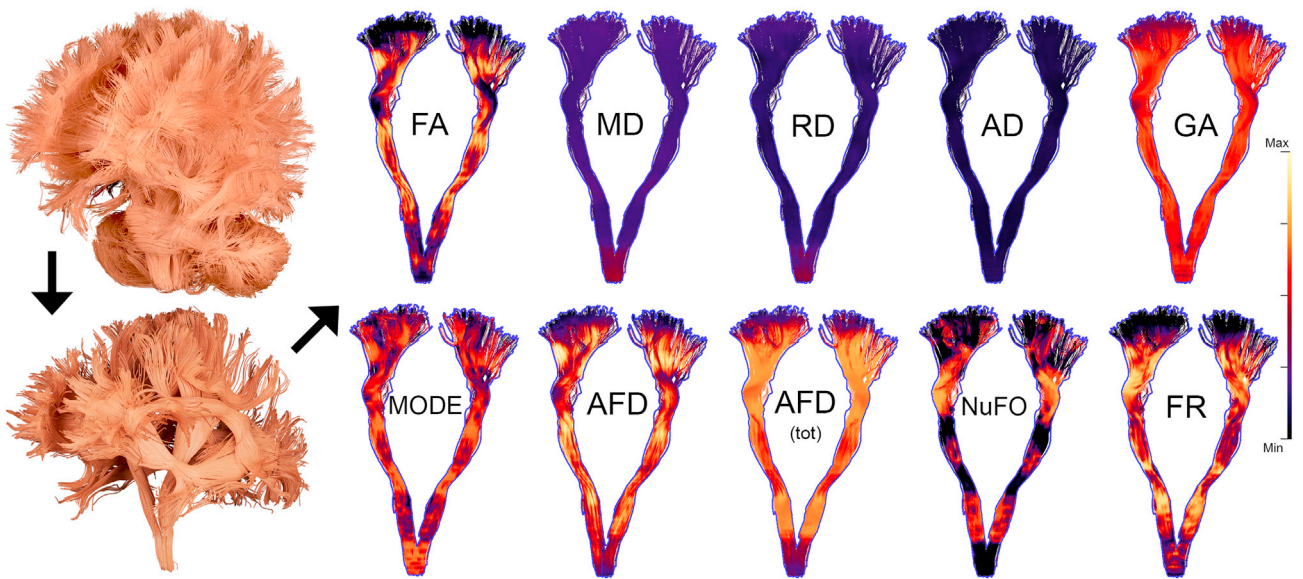 FA
MD
RD
AD
GA
Max
MODE
AFD
AFD
(tot)
NuFO
FR
Min